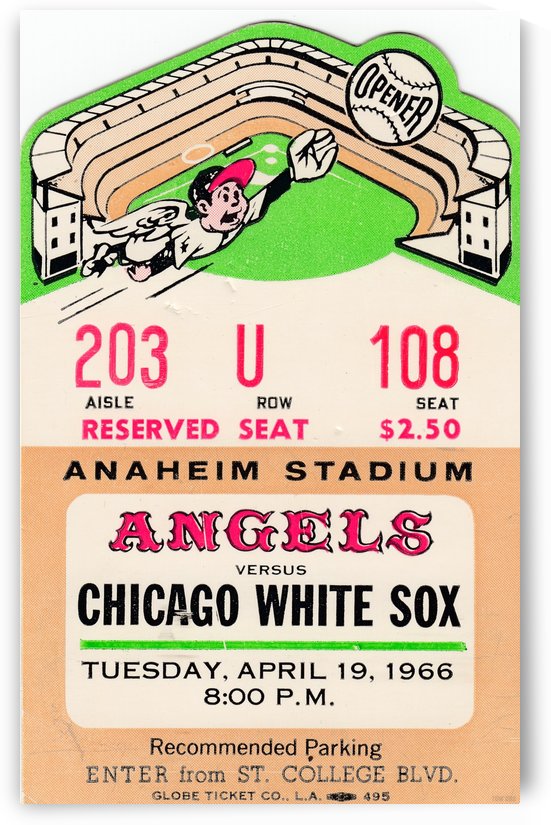 OPENER
203 U 108
AISLE ROW SEAT
RESERVED SEAT $2.50
ANAHEIM STADIUM
ANGELS
VERSUS
CHICAGO WHITE SOX
TUESDAY, APRIL 19, 1966
8:00 P.M.
Recommended Parking
ENTER from ST. COLLEGE BLVD.
GLOBE TICKET CO., L.A. 495